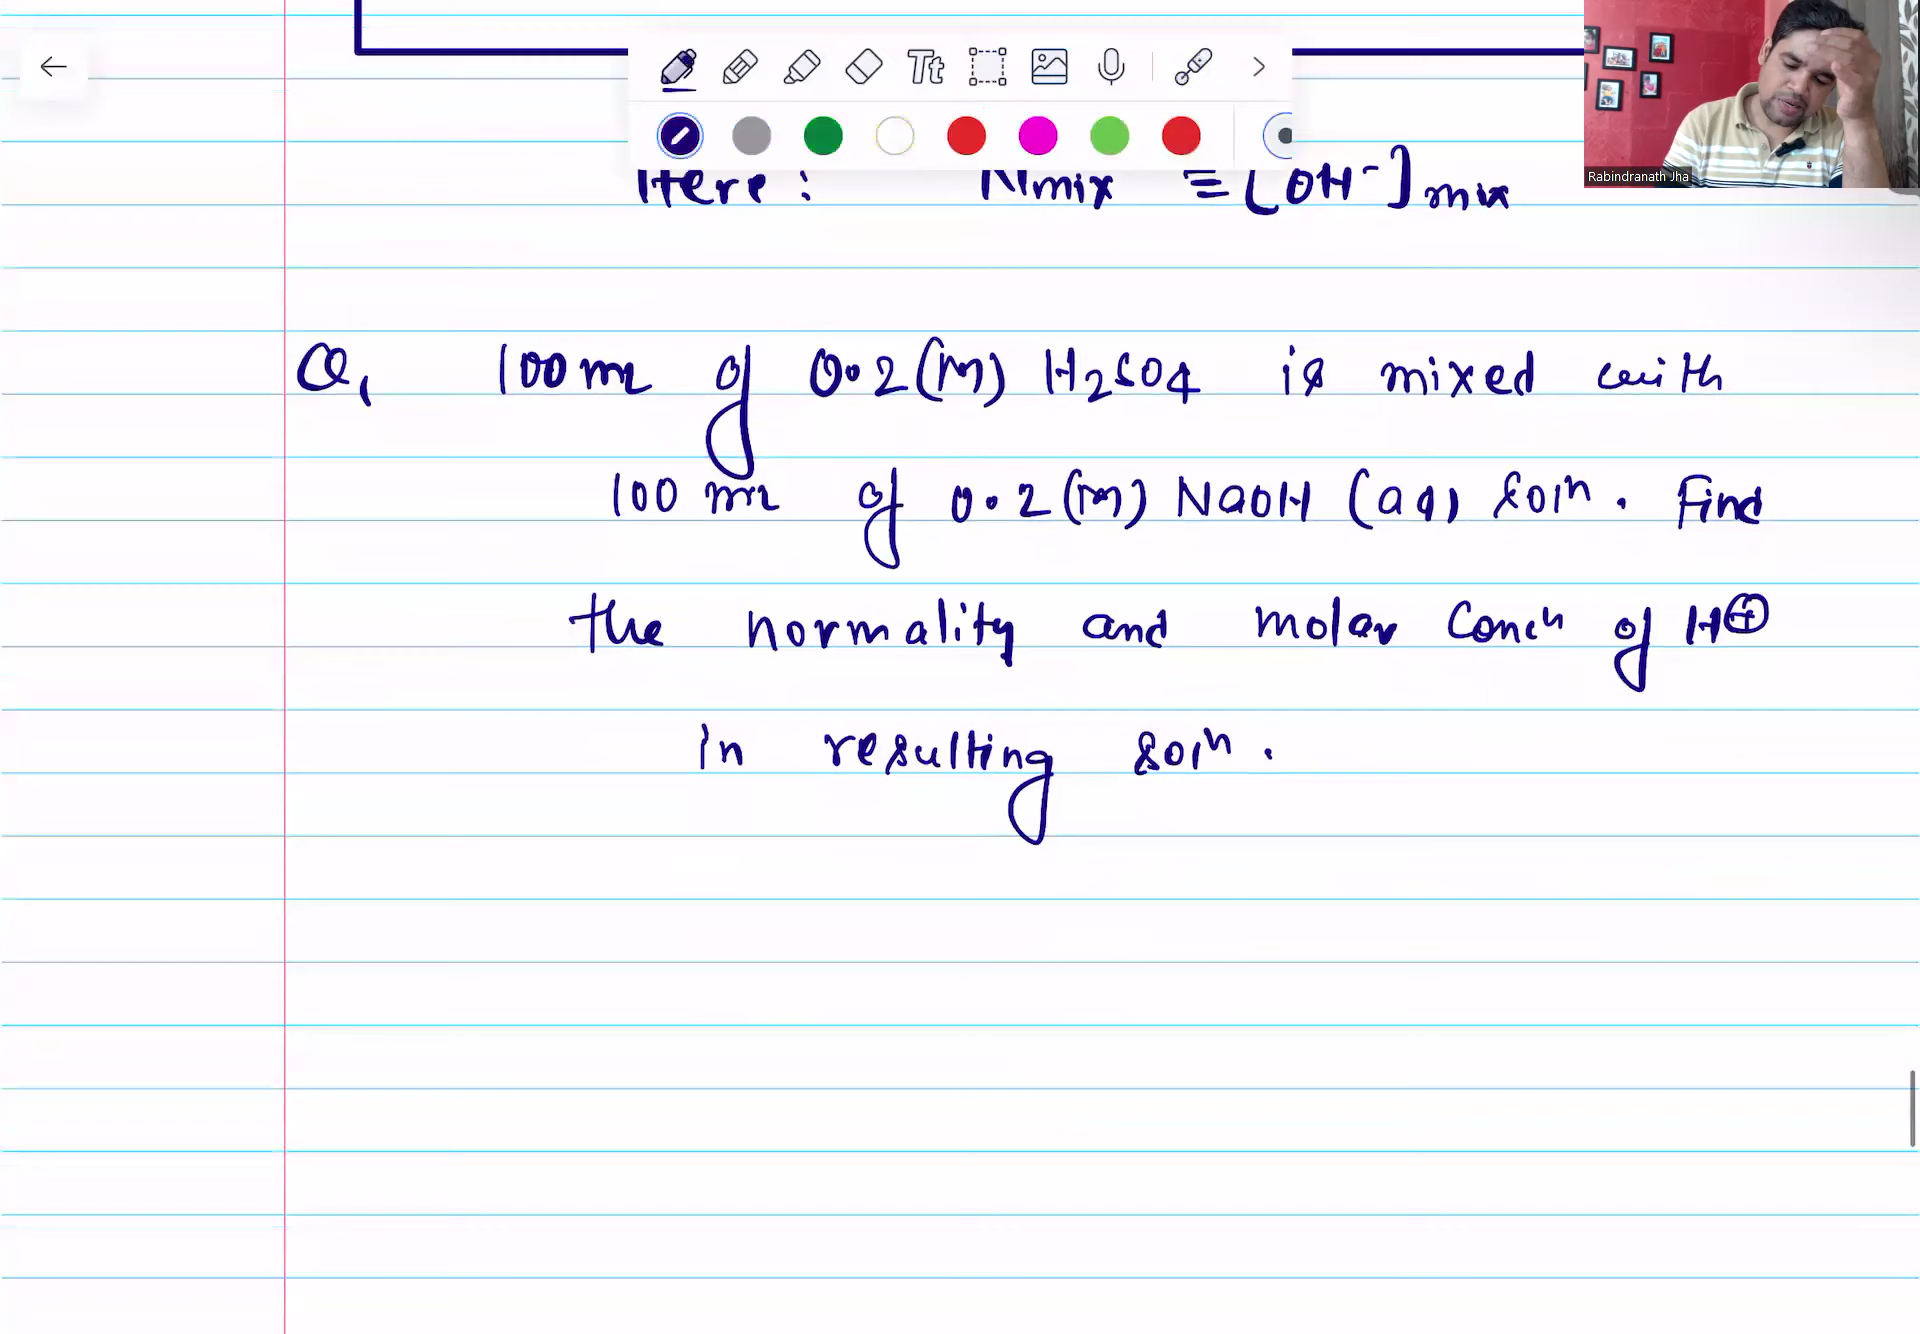 Tt
Rabindranath Jha
Here : Nmix ≡ [OH⁻]mix
Q1 100 mL of 0.2 (M) H₂SO₄ is mixed with
100 mL of 0.2 (M) NaOH (aq) solⁿ. Find
the normality and molar concⁿ of H⊕
in resulting solⁿ.